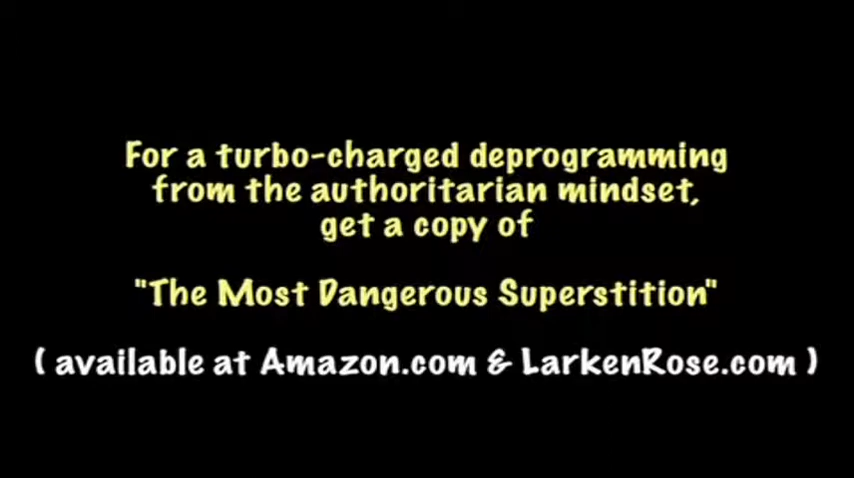 For a turbo-charged deprogramming
from the authoritarian mindset,
get a copy of
"The Most Dangerous Superstition"
( available at Amazon.com & LarkenRose.com )